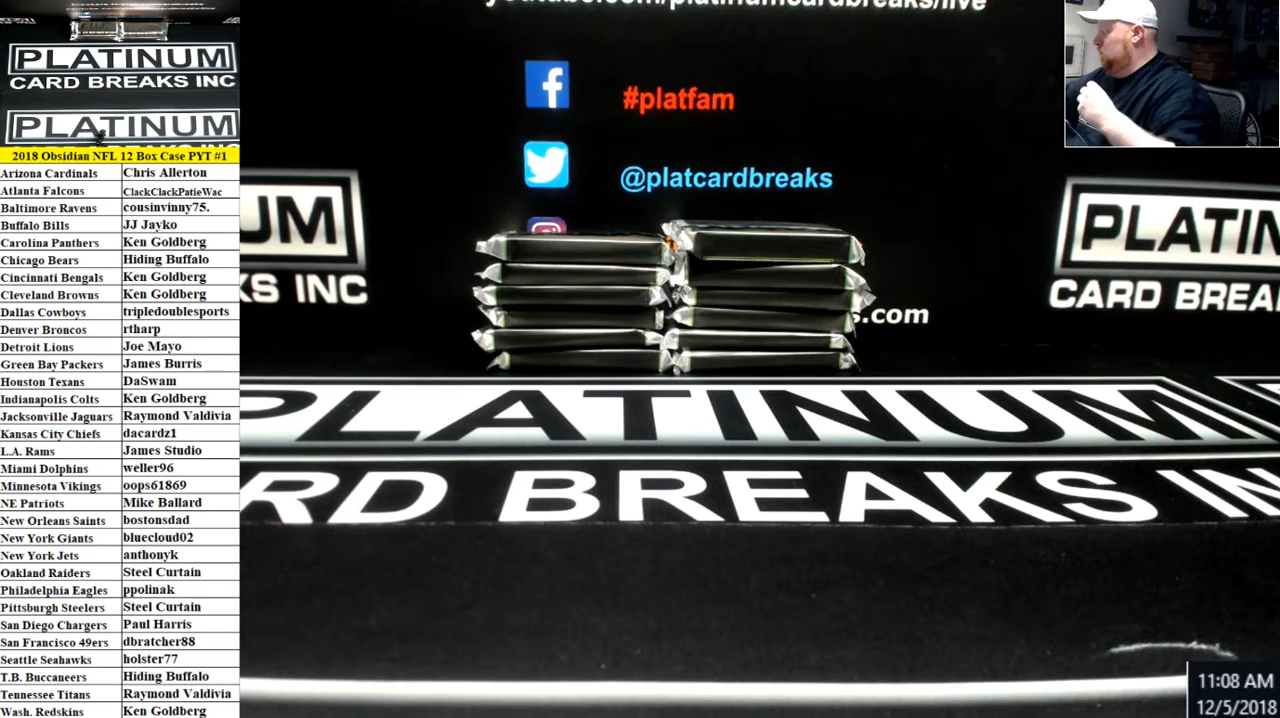 youtube.com/platinumcardbreaks/live
PLATINUM
CARD BREAKS INC
PLATINUM
2018 Obsidian NFL 12 Box Case PYT #1
Arizona Cardinals Chris Allerton
Atlanta Falcons ClackClackPatieWac
Baltimore Ravens cousinvinny75.
Buffalo Bills JJ Jayko
Carolina Panthers Ken Goldberg
Chicago Bears Hiding Buffalo
Cincinnati Bengals Ken Goldberg
Cleveland Browns Ken Goldberg
Dallas Cowboys tripledoublesports
Denver Broncos rtharp
Detroit Lions Joe Mayo
Green Bay Packers James Burris
Houston Texans DaSwam
Indianapolis Colts Ken Goldberg
Jacksonville Jaguars Raymond Valdivia
Kansas City Chiefs dacardz1
L.A. Rams James Studio
Miami Dolphins weller96
Minnesota Vikings oops61869
NE Patriots Mike Ballard
New Orleans Saints bostonsdad
New York Giants bluecloud02
New York Jets anthonyk
Oakland Raiders Steel Curtain
Philadelphia Eagles ppolinak
Pittsburgh Steelers Steel Curtain
San Diego Chargers Paul Harris
San Francisco 49ers dbratcher88
Seattle Seahawks holster77
T.B. Buccaneers Hiding Buffalo
Tennessee Titans Raymond Valdivia
Wash. Redskins Ken Goldberg
#platfam
@platcardbreaks
s.com
UM
KS INC
PLATIN
CARD BREA
PLATINUM
RD BREAKS IN
11:08 AM
12/5/2018